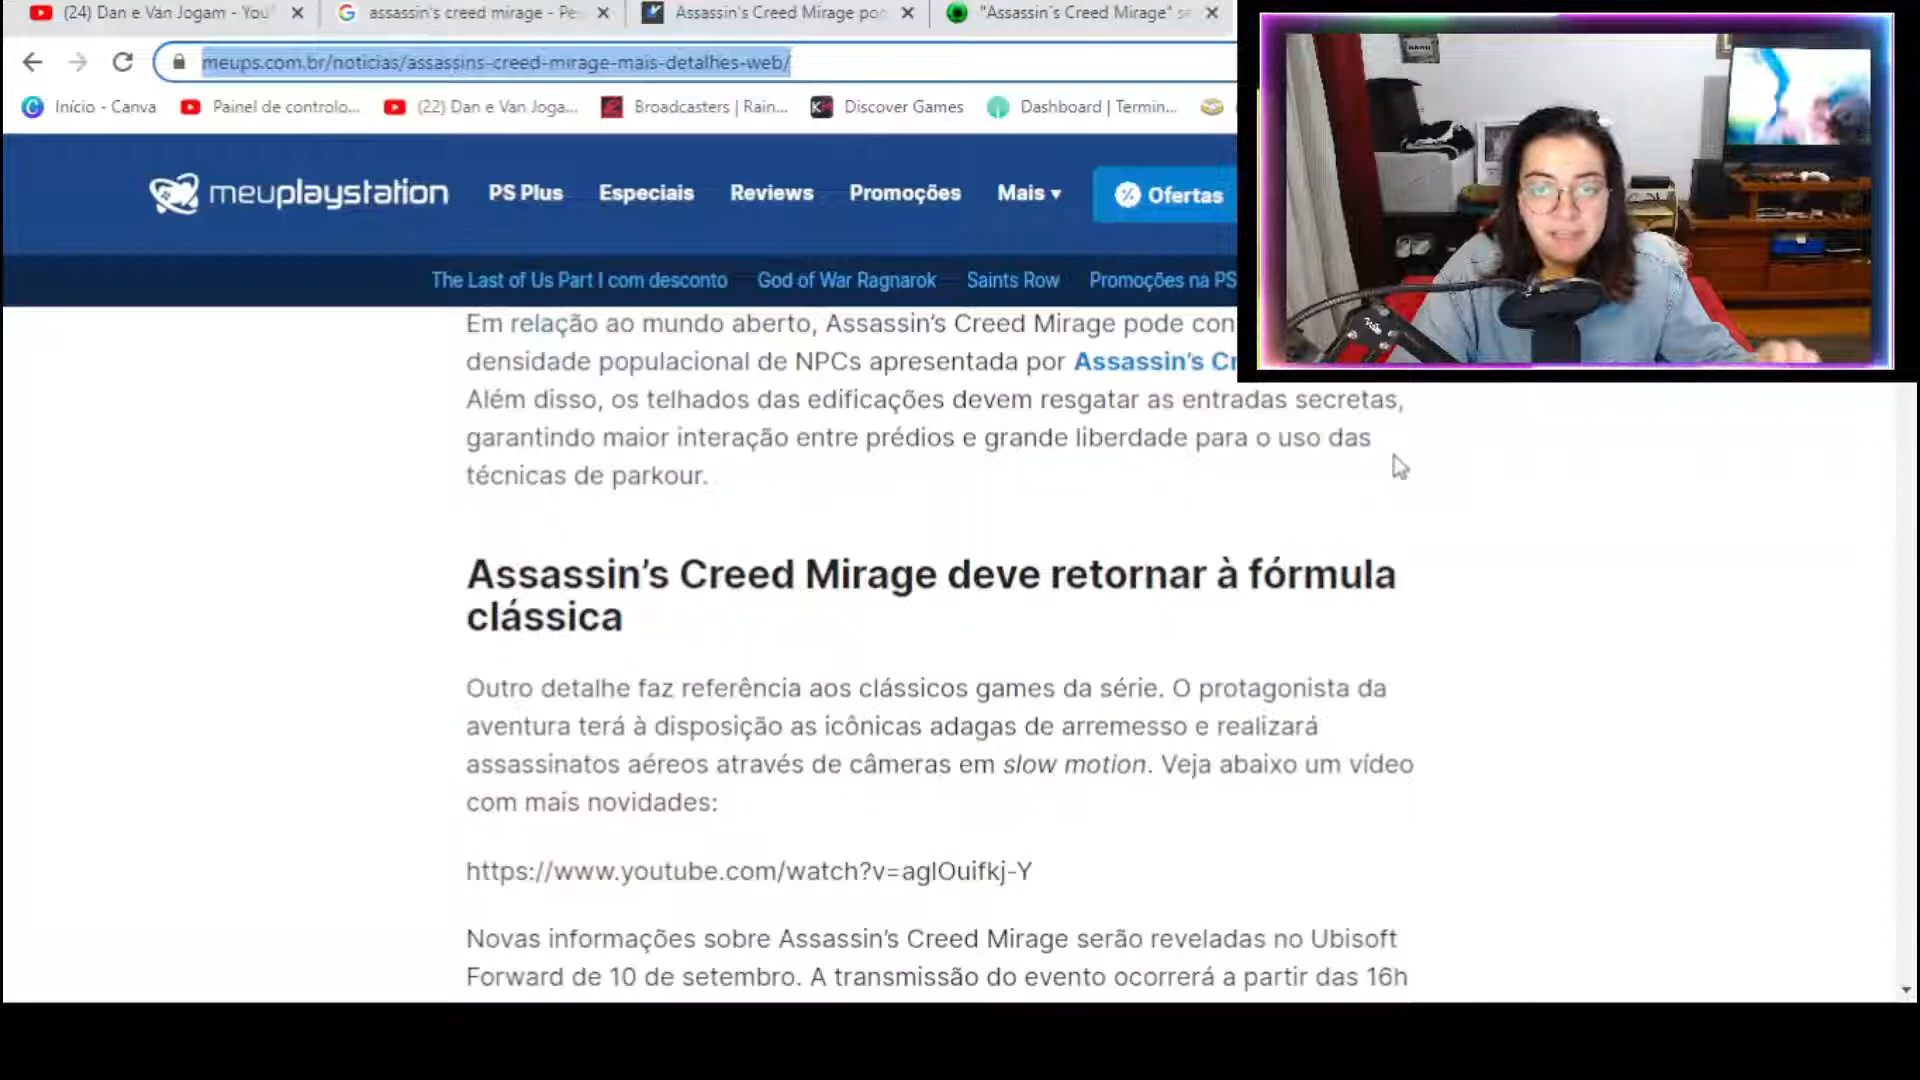 (24) Dan e Van Jogam - You
assassin's creed mirage - Pe
Assassin's Creed Mirage po
"Assassin's Creed Mirage" s
meups.com.br/noticias/assassins-creed-mirage-mais-detalhes-web/
Início - Canva
Painel de controlo...
(22) Dan e Van Joga...
Broadcasters | Rain...
Discover Games
Dashboard | Termin...
meuplaystation
PS Plus
Especiais
Reviews
Promoções
Mais ▾
Ofertas
The Last of Us Part I com desconto
God of War Ragnarok
Saints Row
Promoções na PS
Em relação ao mundo aberto, Assassin’s Creed Mirage pode con
densidade populacional de NPCs apresentada por Assassin’s Cr
Além disso, os telhados das edificações devem resgatar as entradas secretas,
garantindo maior interação entre prédios e grande liberdade para o uso das
técnicas de parkour.
Assassin’s Creed Mirage deve retornar à fórmula
clássica
Outro detalhe faz referência aos clássicos games da série. O protagonista da
aventura terá à disposição as icônicas adagas de arremesso e realizará
assassinatos aéreos através de câmeras em slow motion. Veja abaixo um vídeo
com mais novidades:
https://www.youtube.com/watch?v=aglOuifkj-Y
Novas informações sobre Assassin’s Creed Mirage serão reveladas no Ubisoft
Forward de 10 de setembro. A transmissão do evento ocorrerá a partir das 16h